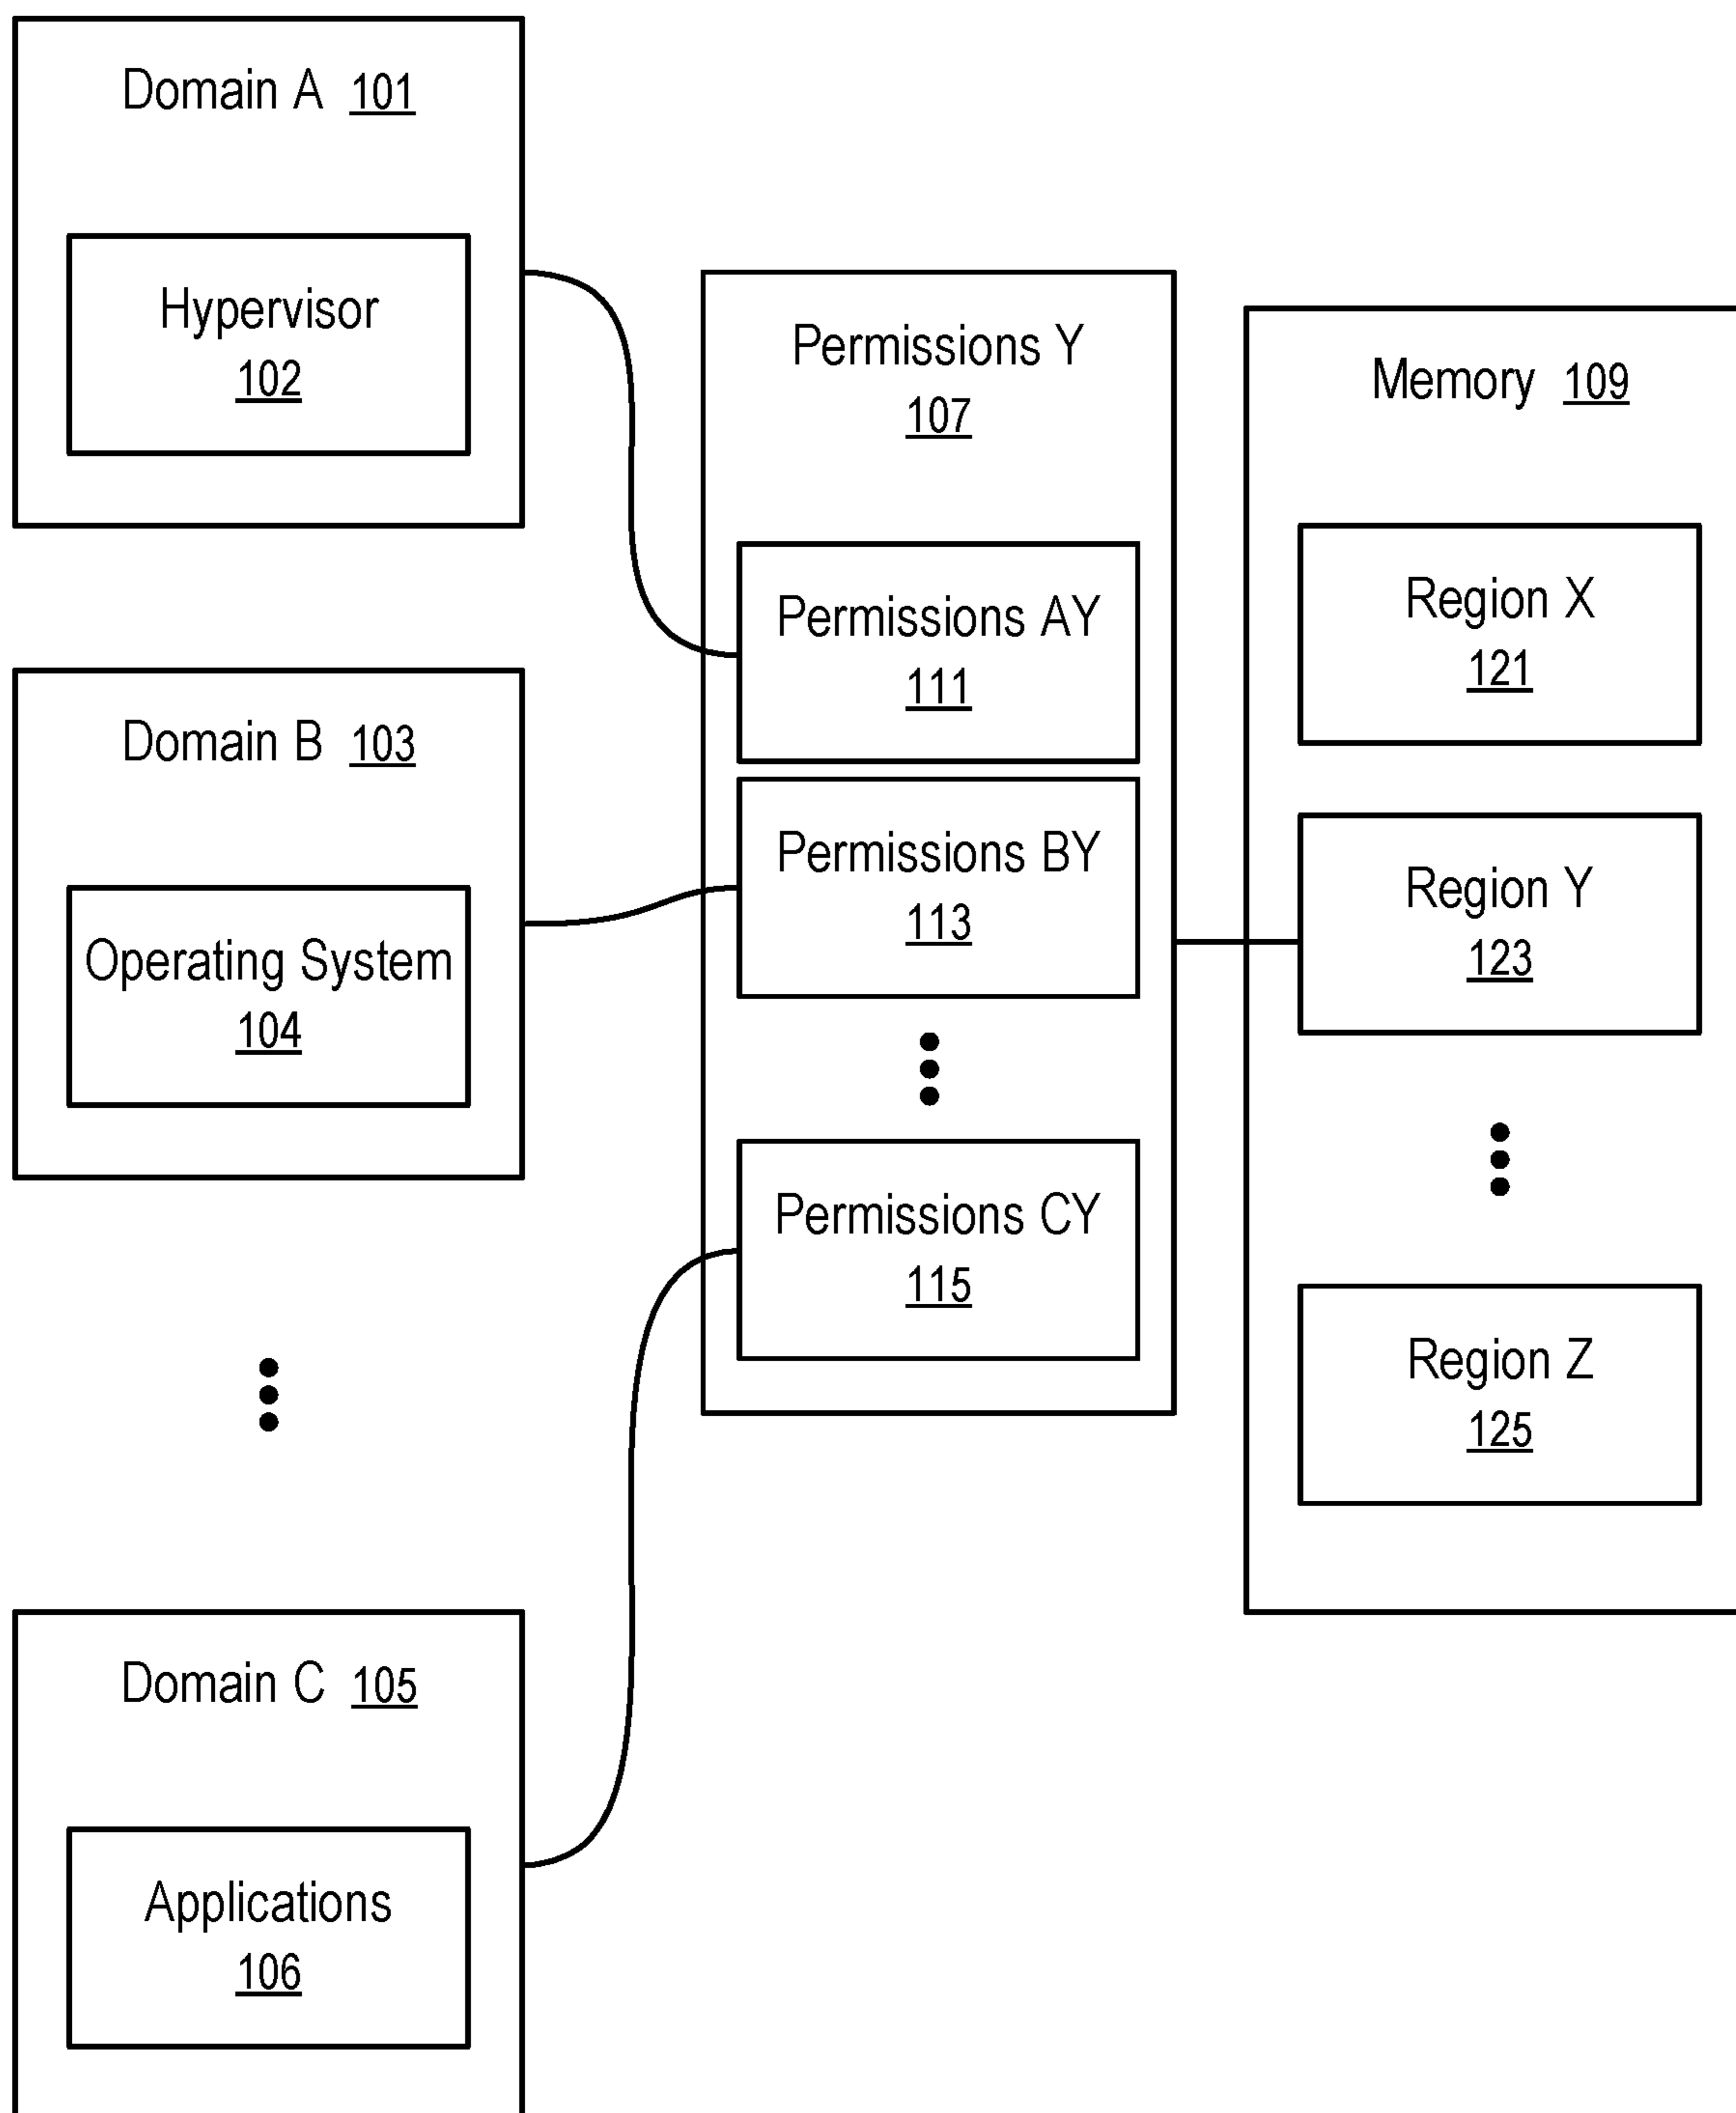 Domain A 101
Hypervisor
102
Domain B 103
Operating System
104
Domain C 105
Applications
106
Permissions Y
107
Permissions AY
111
Permissions BY
113
Permissions CY
115
Memory 109
Region X
121
Region Y
123
Region Z
125